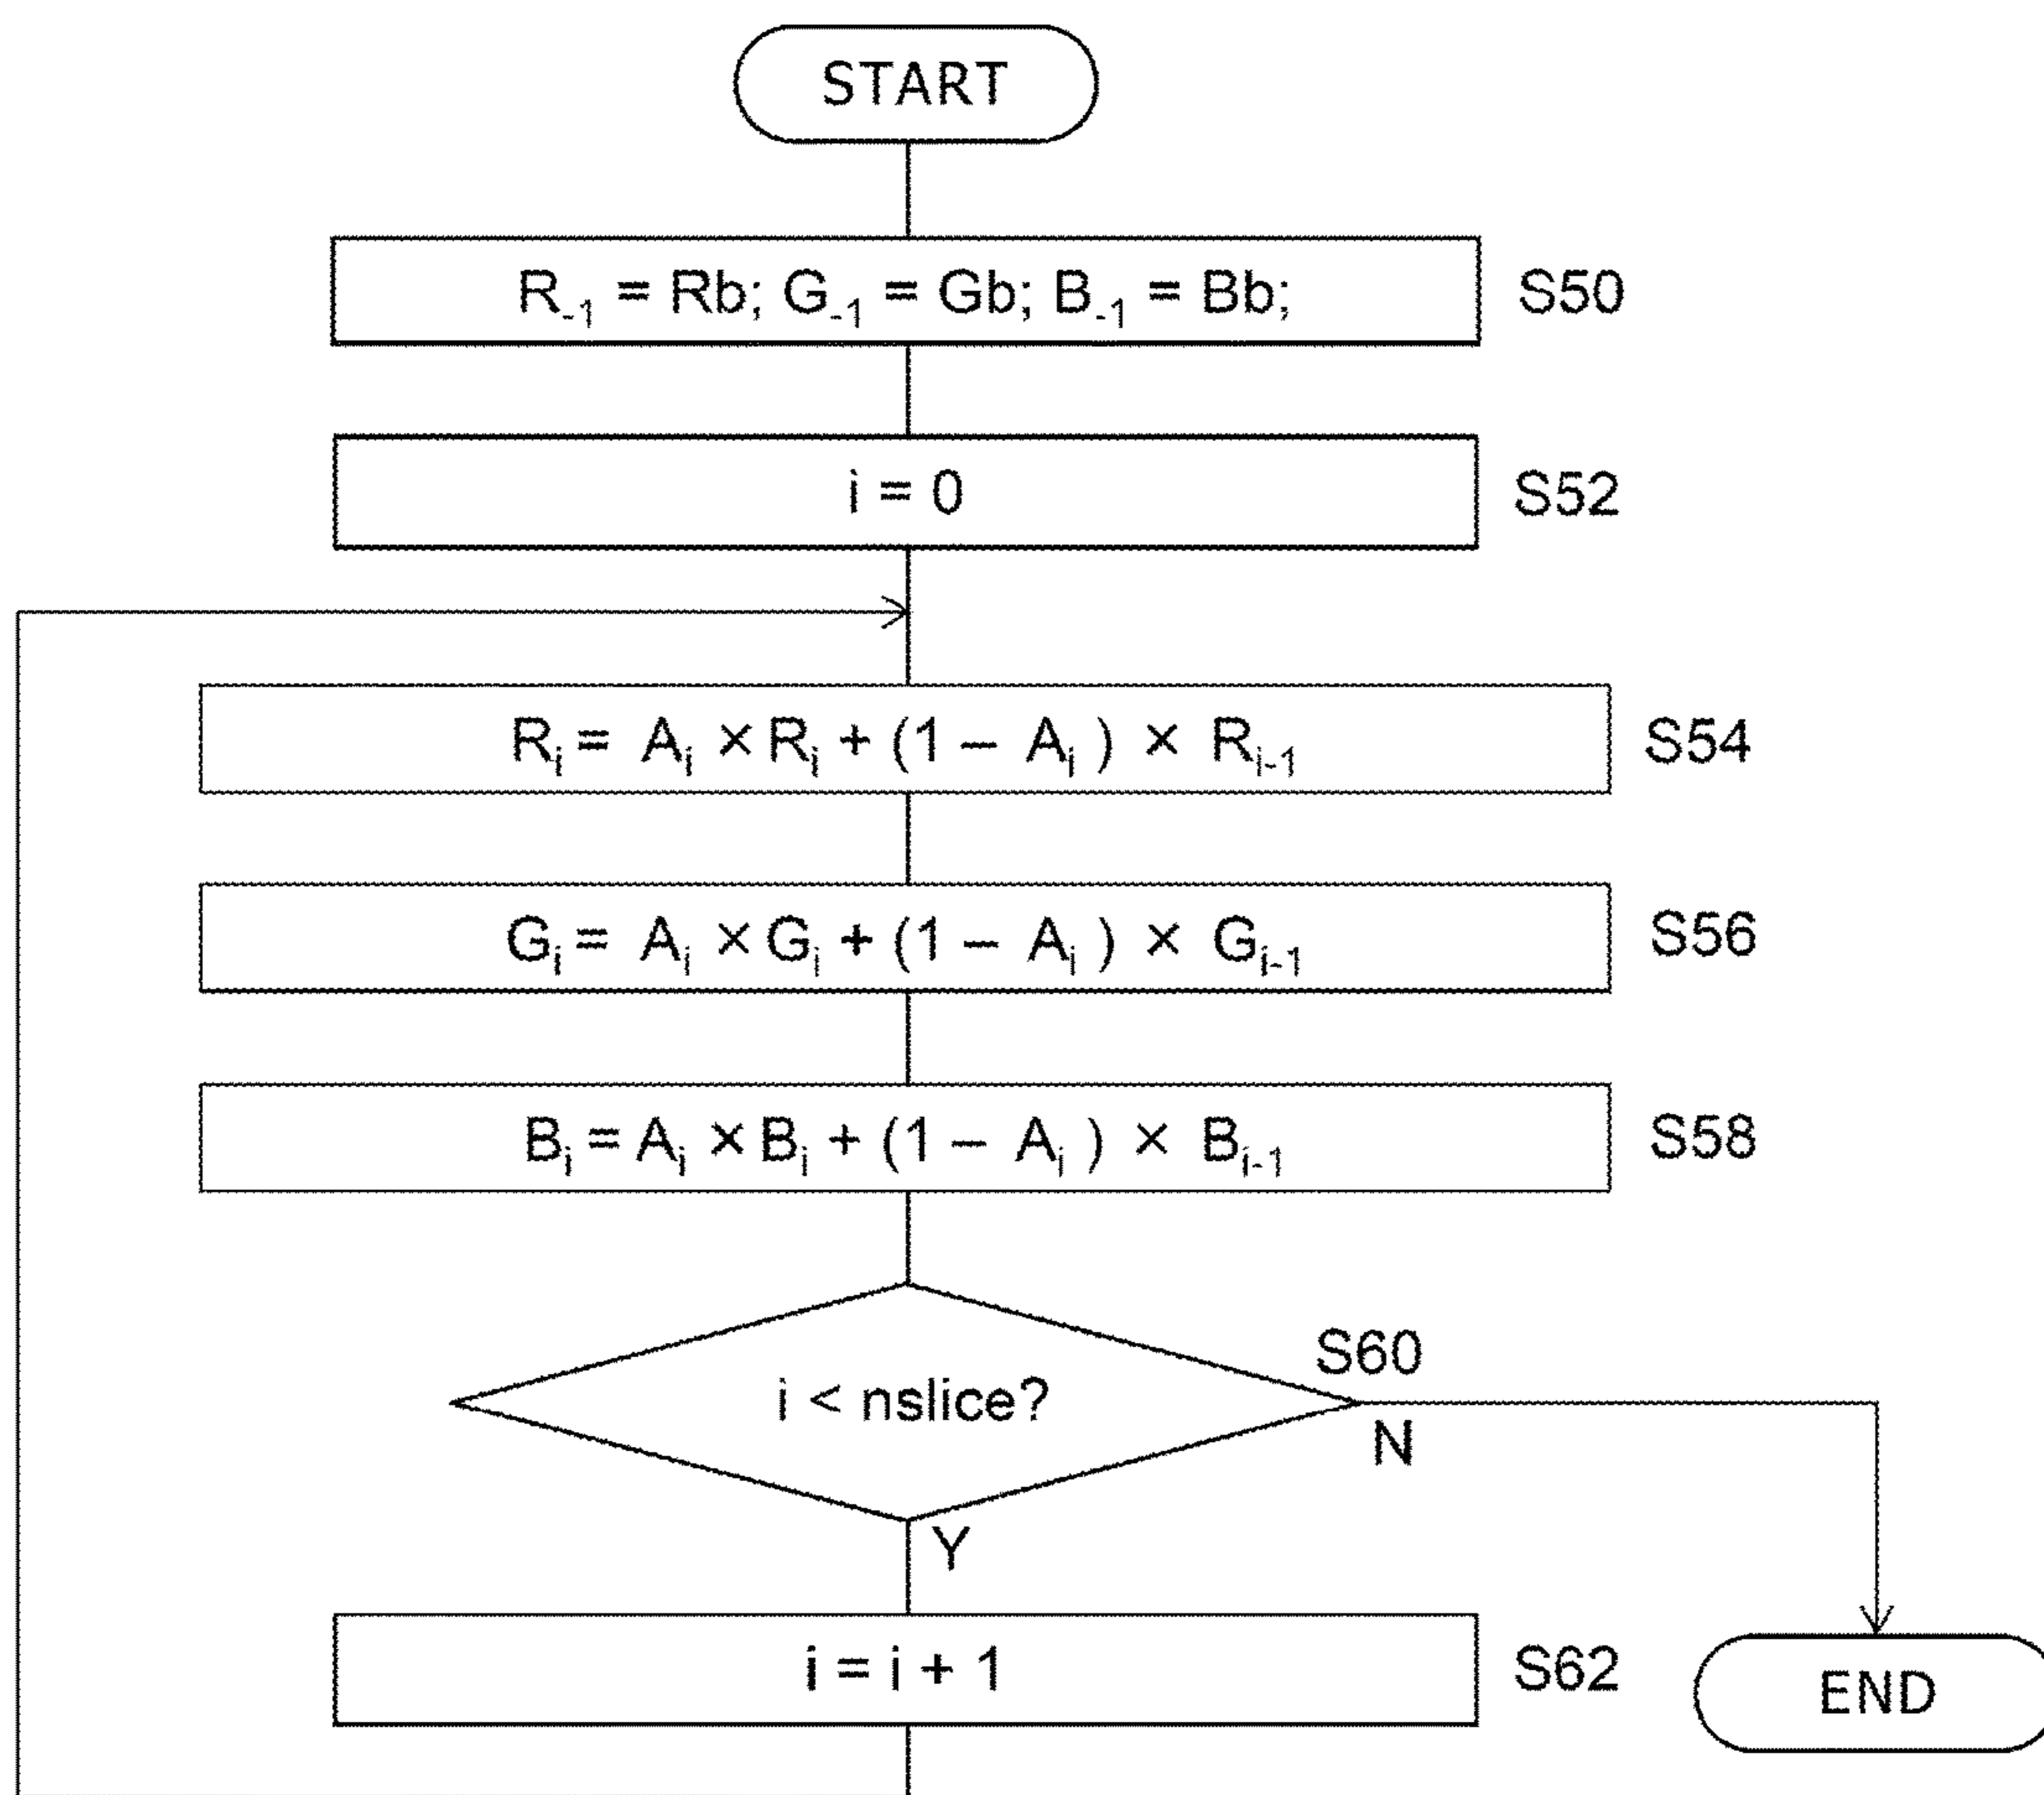 START
R₋₁ = Rb; G₋₁ = Gb; B₋₁ = Bb; S50
i = 0 S52
Rᵢ = Aᵢ × Rᵢ + (1 – Aᵢ ) × Rᵢ₋₁ S54
Gᵢ = Aᵢ × Gᵢ + (1 – Aᵢ ) × Gᵢ₋₁ S56
Bᵢ = Aᵢ × Bᵢ + (1 – Aᵢ ) × Bᵢ₋₁ S58
S60
i < nslice?
N
Y
i = i + 1 S62
END